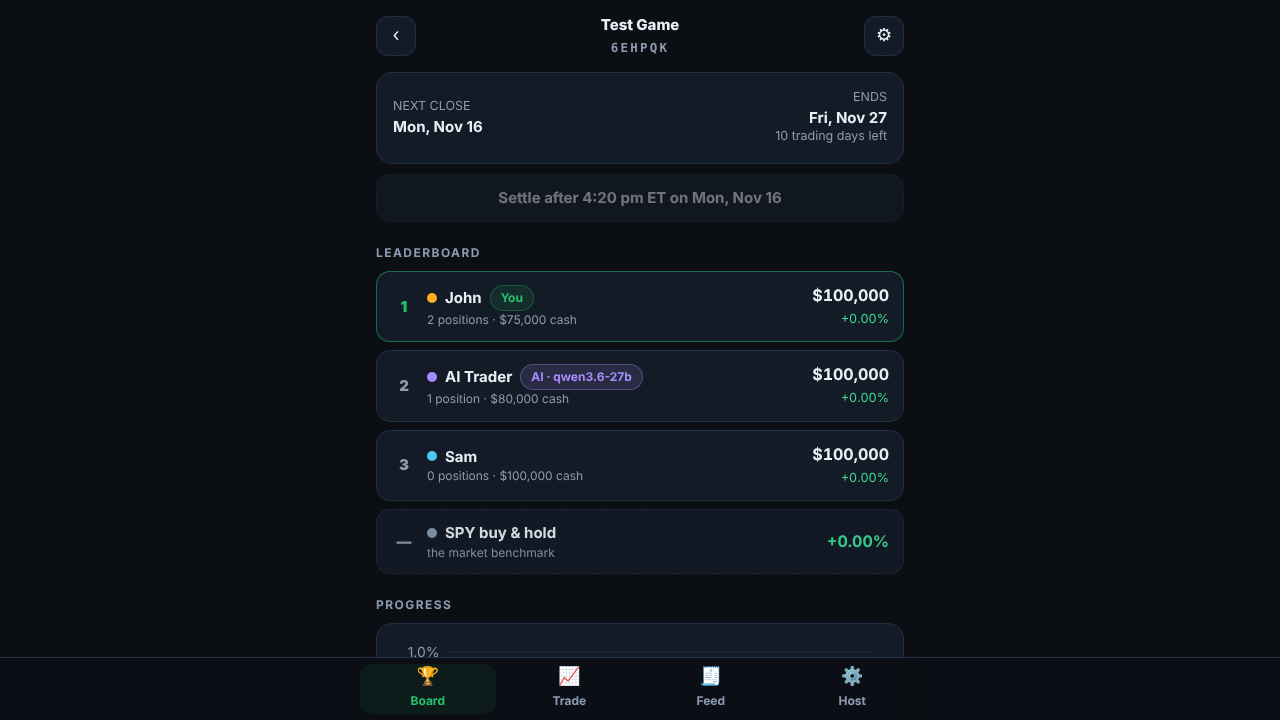 ‹
Test Game
6EHPQK
NEXT CLOSE
Mon, Nov 16
ENDS
Fri, Nov 27
10 trading days left
Settle after 4:20 pm ET on Mon, Nov 16
LEADERBOARD
1
John You
2 positions · $75,000 cash
$100,000
+0.00%
2
AI Trader AI · qwen3.6-27b
1 position · $80,000 cash
$100,000
+0.00%
3
Sam
0 positions · $100,000 cash
$100,000
+0.00%
—
SPY buy & hold
the market benchmark
+0.00%
PROGRESS
1.0%
Board
Trade
Feed
Host